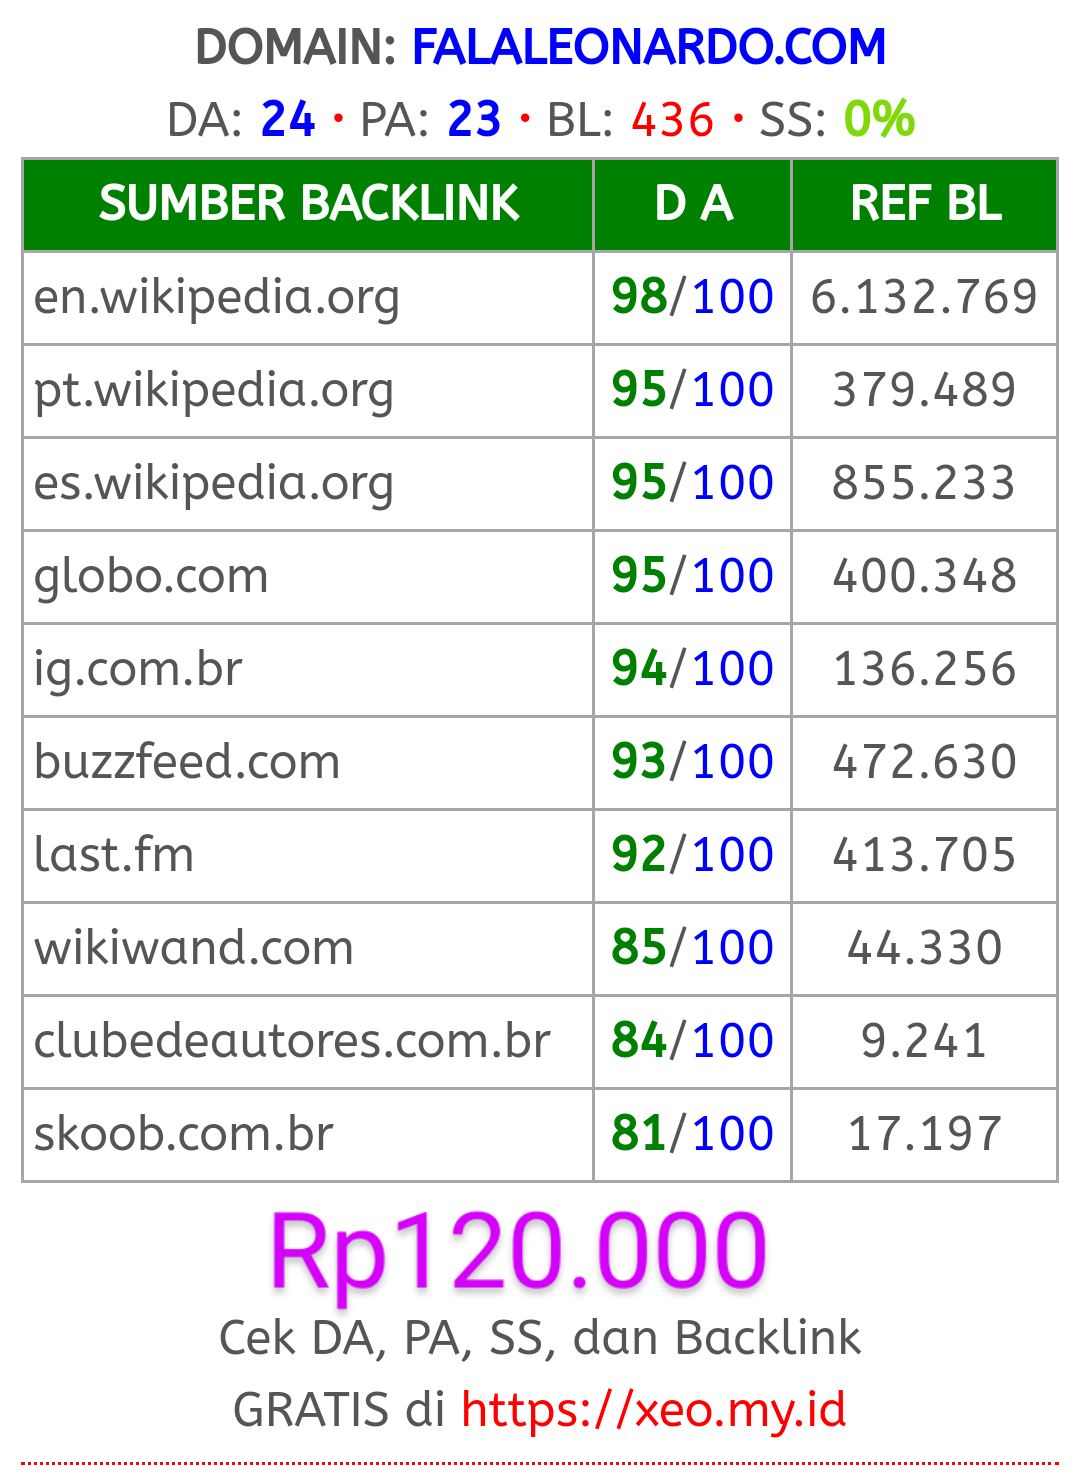 DOMAIN: FALALEONARDO.COM
DA: 24 • PA: 23 • BL: 436 • SS: 0%
SUMBER BACKLINK D A REF BL
en.wikipedia.org 98/100 6.132.769
pt.wikipedia.org 95/100 379.489
es.wikipedia.org 95/100 855.233
globo.com 95/100 400.348
ig.com.br 94/100 136.256
buzzfeed.com 93/100 472.630
last.fm 92/100 413.705
wikiwand.com 85/100 44.330
clubedeautores.com.br 84/100 9.241
skoob.com.br 81/100 17.197
Rp120.000
Cek DA, PA, SS, dan Backlink
GRATIS di https://xeo.my.id